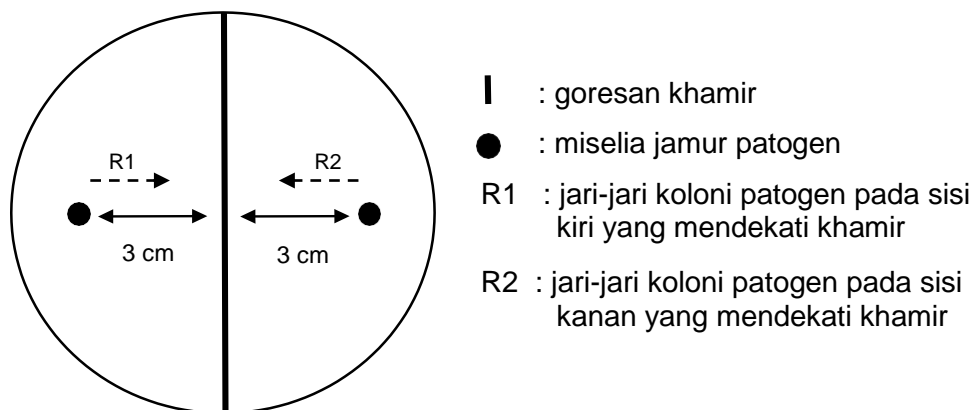 R1
R2
3 cm
3 cm
: goresan khamir
: miselia jamur patogen
R1 : jari-jari koloni patogen pada sisi
kiri yang mendekati khamir
R2 : jari-jari koloni patogen pada sisi
kanan yang mendekati khamir